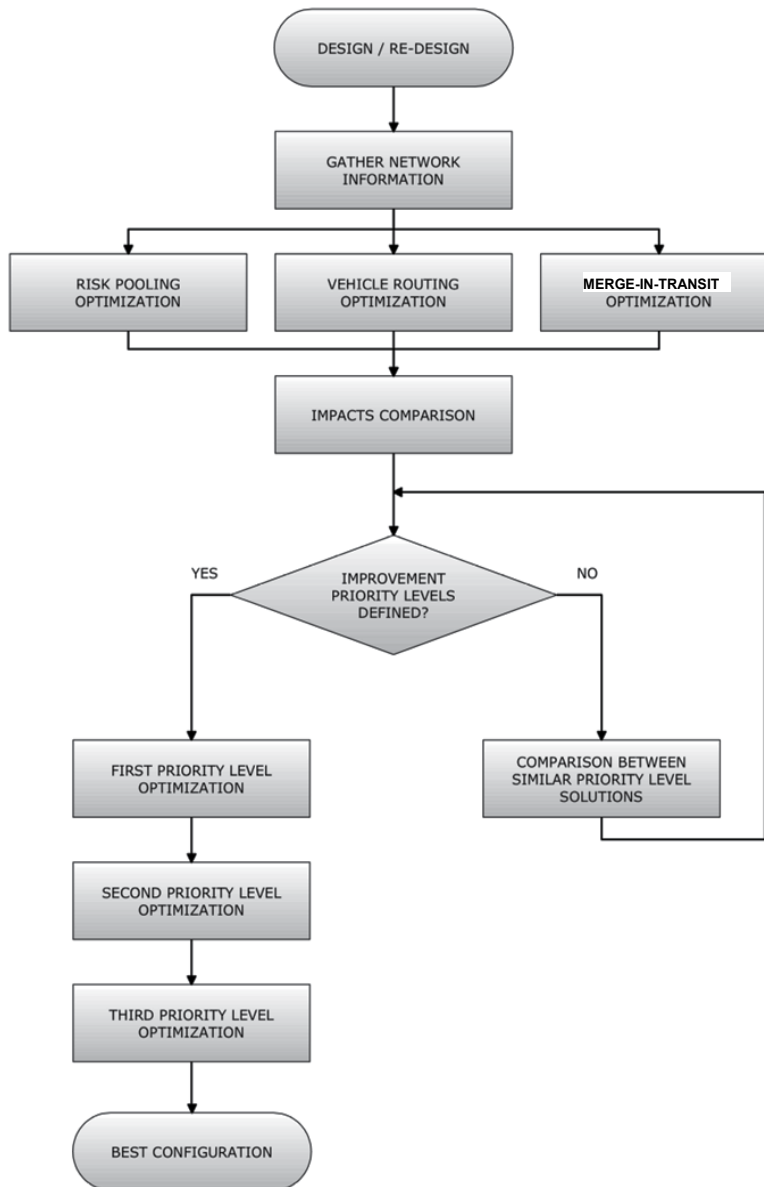 DESIGN / RE-DESIGN
GATHER NETWORK
INFORMATION
RISK POOLING
OPTIMIZATION
VEHICLE ROUTING
OPTIMIZATION
MERGE-IN-TRANSIT
OPTIMIZATION
IMPACTS COMPARISON
YES
IMPROVEMENT
PRIORITY LEVELS
DEFINED?
NO
FIRST PRIORITY LEVEL
OPTIMIZATION
COMPARISON BETWEEN
SIMILAR PRIORITY LEVEL
SOLUTIONS
SECOND PRIORITY LEVEL
OPTIMIZATION
THIRD PRIORITY LEVEL
OPTIMIZATION
BEST CONFIGURATION